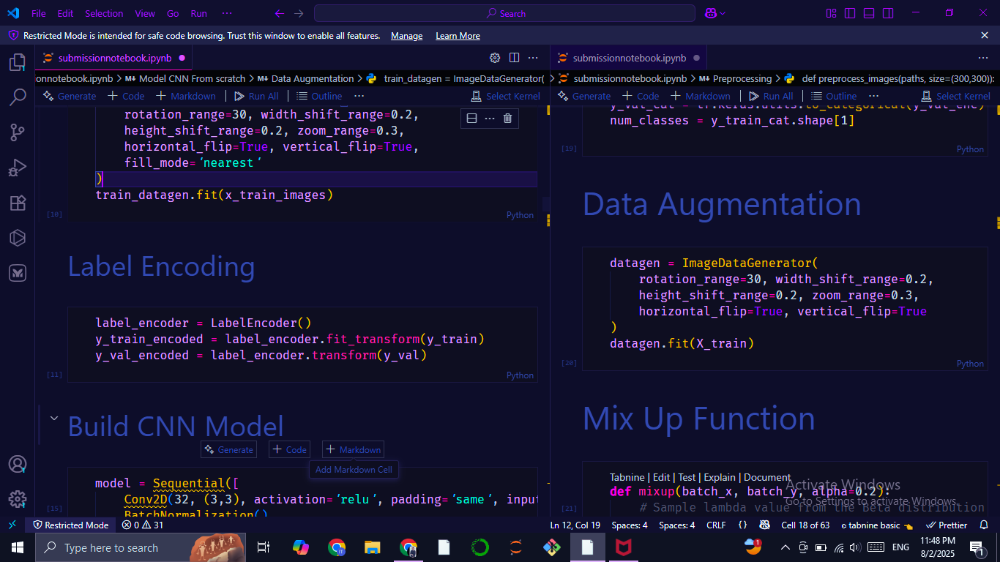 File Edit Selection View Go Run ···
Search
Restricted Mode is intended for safe code browsing. Trust this window to enable all features. Manage Learn More
submissionnotebook.ipynb
onnotebook.ipynb > Model CNN From scratch > Data Augmentation > train_datagen = ImageDataGenerator(
Generate + Code + Markdown Run All Outline ··· Select Kernel
rotation_range=30, width_shift_range=0.2,
height_shift_range=0.2, zoom_range=0.3,
horizontal_flip=True, vertical_flip=True,
fill_mode='nearest'
)
train_datagen.fit(x_train_images)
[10]
Python
Label Encoding
label_encoder = LabelEncoder()
y_train_encoded = label_encoder.fit_transform(y_train)
y_val_encoded = label_encoder.transform(y_val)
[11]
Python
Build CNN Model
Generate + Code + Markdown
Add Markdown Cell
model = Sequential([
Conv2D(32, (3,3), activation='relu', padding='same', input
BatchNormalization()
[15]
submissionnotebook.ipynb
submissionnotebook.ipynb > Preprocessing > def preprocess_images(paths, size=(300,300)):
Generate + Code + Markdown Run All Outline ··· Select Kernel
y_val_cat = tf.keras.utils.to_categorical(y_val_enc)
num_classes = y_train_cat.shape[1]
[19]
Python
Data Augmentation
datagen = ImageDataGenerator(
rotation_range=30, width_shift_range=0.2,
height_shift_range=0.2, zoom_range=0.3,
horizontal_flip=True, vertical_flip=True
)
datagen.fit(X_train)
[20]
Python
Mix Up Function
Tabnine | Edit | Test | Explain | Document
def mixup(batch_x, batch_y, alpha=0.2):
# Sample lambda value from the Beta distribution
[21]
Activate Windows
Go to Settings to activate Windows.
Restricted Mode 0 31 Ln 12, Col 19 Spaces: 4 Spaces: 4 CRLF {} Cell 18 of 63 tabnine basic Prettier
Type here to search
1
ENG
11:48 PM
8/2/2025
1